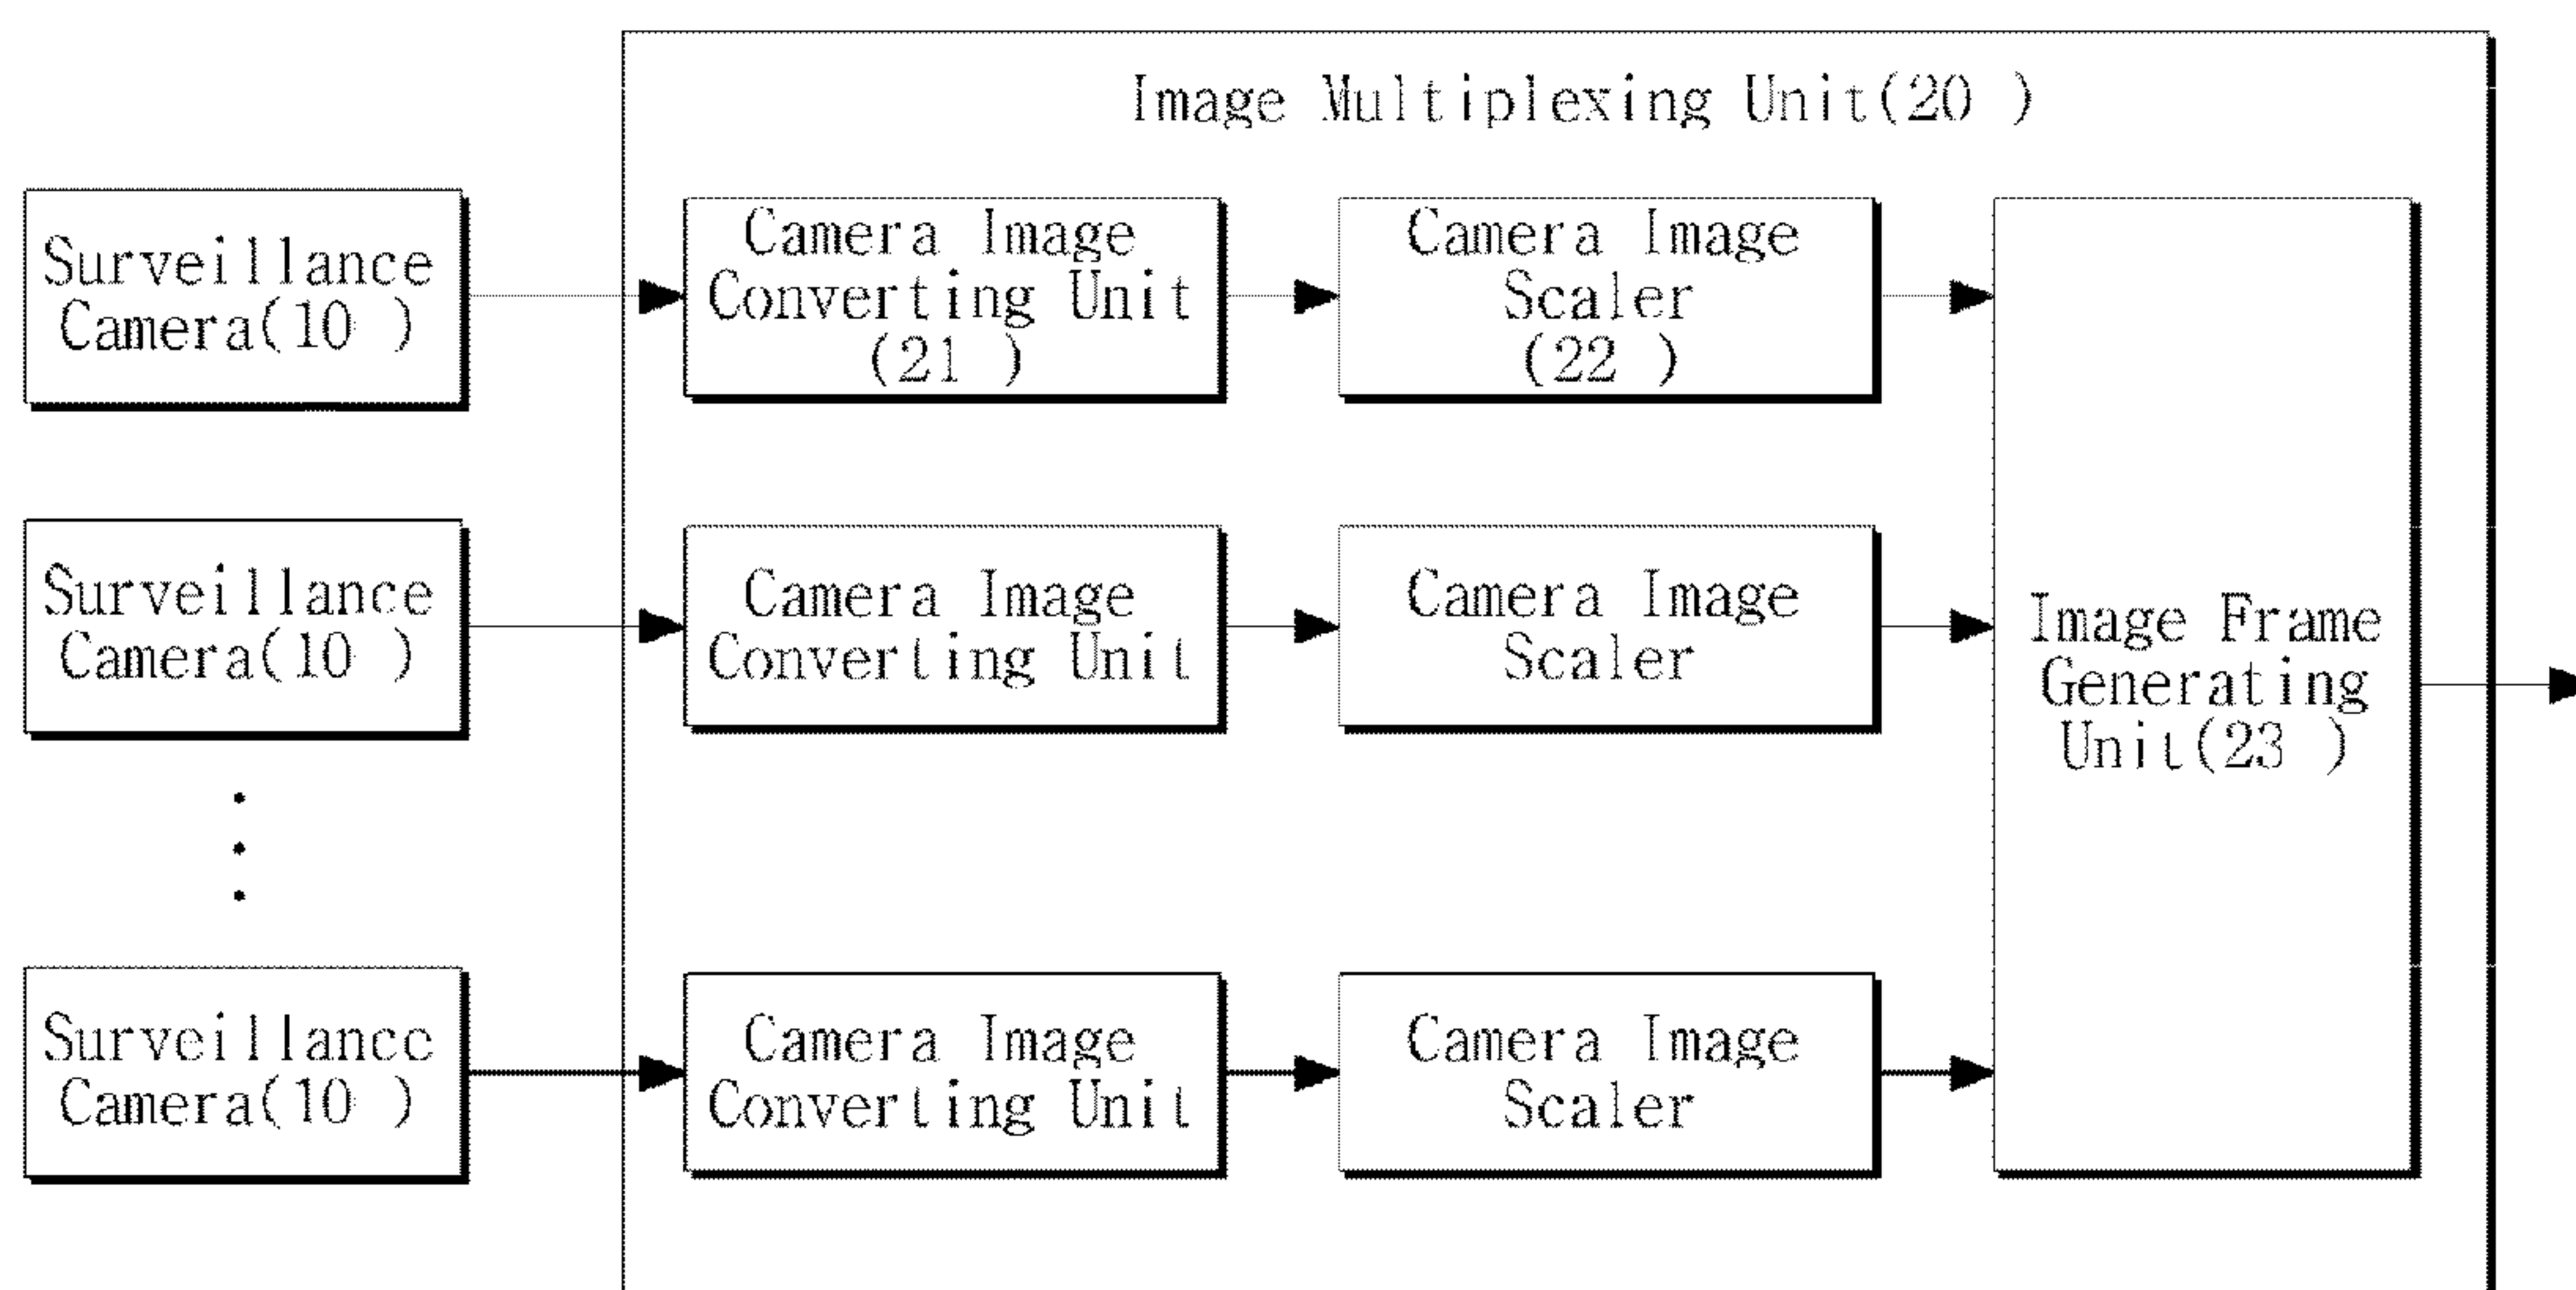 Image Multiplexing Unit(20 )
Surveillance
Camera(10 )
Camera Image
Converting Unit
(21 )
Camera Image
Scaler
(22 )
Surveillance
Camera(10 )
Camera Image
Converting Unit
Camera Image
Scaler
Image Frame
Generating
Unit(23 )
Surveillance
Camera(10 )
Camera Image
Converting Unit
Camera Image
Scaler